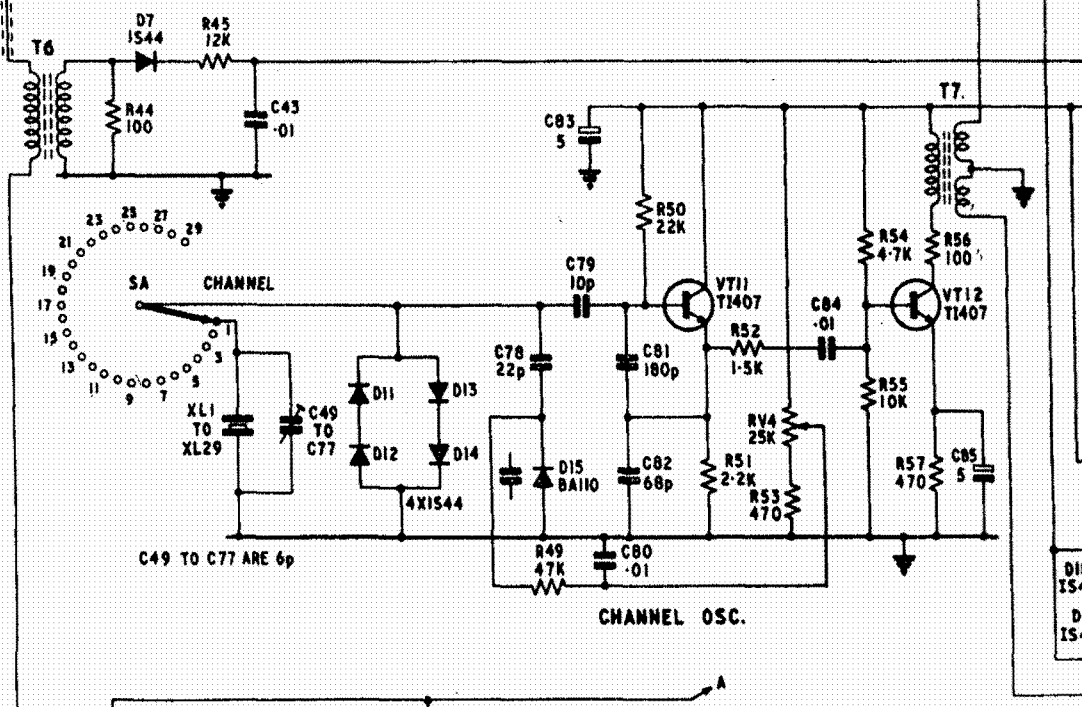 D7
1S44
R45
12K
T6
R44
100
C43
.01
T7.
C83
5
R50
22K
R54
4.7K
R56
100
23
25
27
29
21
19
17
15
13
11
9
7
5
3
1
SA
CHANNEL
C79
10p
VT11
T1407
VT12
T1407
C84
.01
R52
1.5K
C78
22p
C81
180p
D11
D13
D12
D14
4X1S44
XL1
TO
XL29
C49
TO
C77
R55
10K
RV4
25K
D15
BA110
C82
68p
R51
2.2K
R53
470
R57
470
C85
5
C49 TO C77 ARE 6p
R49
47K
C80
.01
CHANNEL OSC.
IS4
D
IS4
A